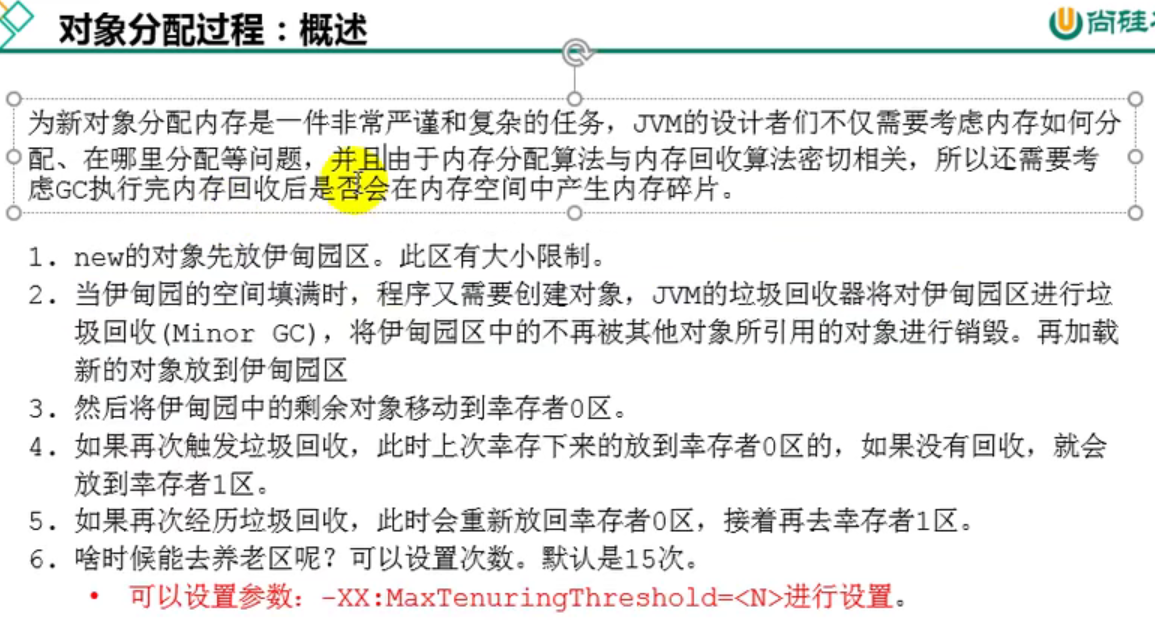 对象分配过程：概述
尚硅
为新对象分配内存是一件非常严谨和复杂的任务，JVM的设计者们不仅需要考虑内存如何分
配、在哪里分配等问题，并且由于内存分配算法与内存回收算法密切相关，所以还需要考
虑GC执行完内存回收后是否会在内存空间中产生内存碎片。
1. new的对象先放伊甸园区。此区有大小限制。
2. 当伊甸园的空间填满时，程序又需要创建对象，JVM的垃圾回收器将对伊甸园区进行垃
圾回收(Minor GC)，将伊甸园区中的不再被其他对象所引用的对象进行销毁。再加载
新的对象放到伊甸园区
3. 然后将伊甸园中的剩余对象移动到幸存者0区。
4. 如果再次触发垃圾回收，此时上次幸存下来的放到幸存者0区的，如果没有回收，就会
放到幸存者1区。
5. 如果再次经历垃圾回收，此时会重新放回幸存者0区，接着再去幸存者1区。
6. 啥时候能去养老区呢？可以设置次数。默认是15次。
• 可以设置参数：-XX:MaxTenuringThreshold=<N>进行设置。